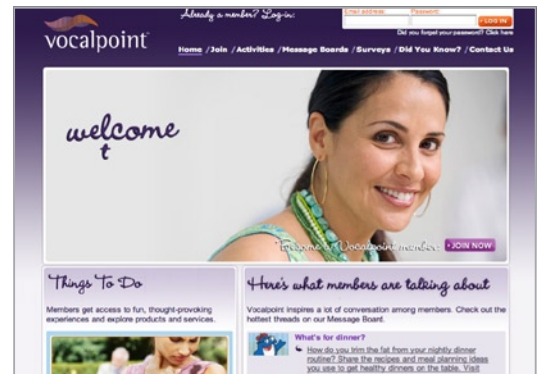 Already a member? Log-in:
Email address: Password:
LOG IN
Did you forget your password? Click here
vocalpoint
Home / Join / Activities / Message Boards / Surveys / Did You Know? / Contact Us
welcome
t
Vocalpoint member.
JOIN NOW
Things To Do
Members get access to fun, thought-provoking
experiences and explore products and services.
Here's what members are talking about
Vocalpoint inspires a lot of conversation among members. Check out the
hottest threads on our Message Board.
What's for dinner?
How do you trim the fat from your nightly dinner
routine? Share the recipes and meal planning ideas
you use to get healthy dinners on the table. Visit